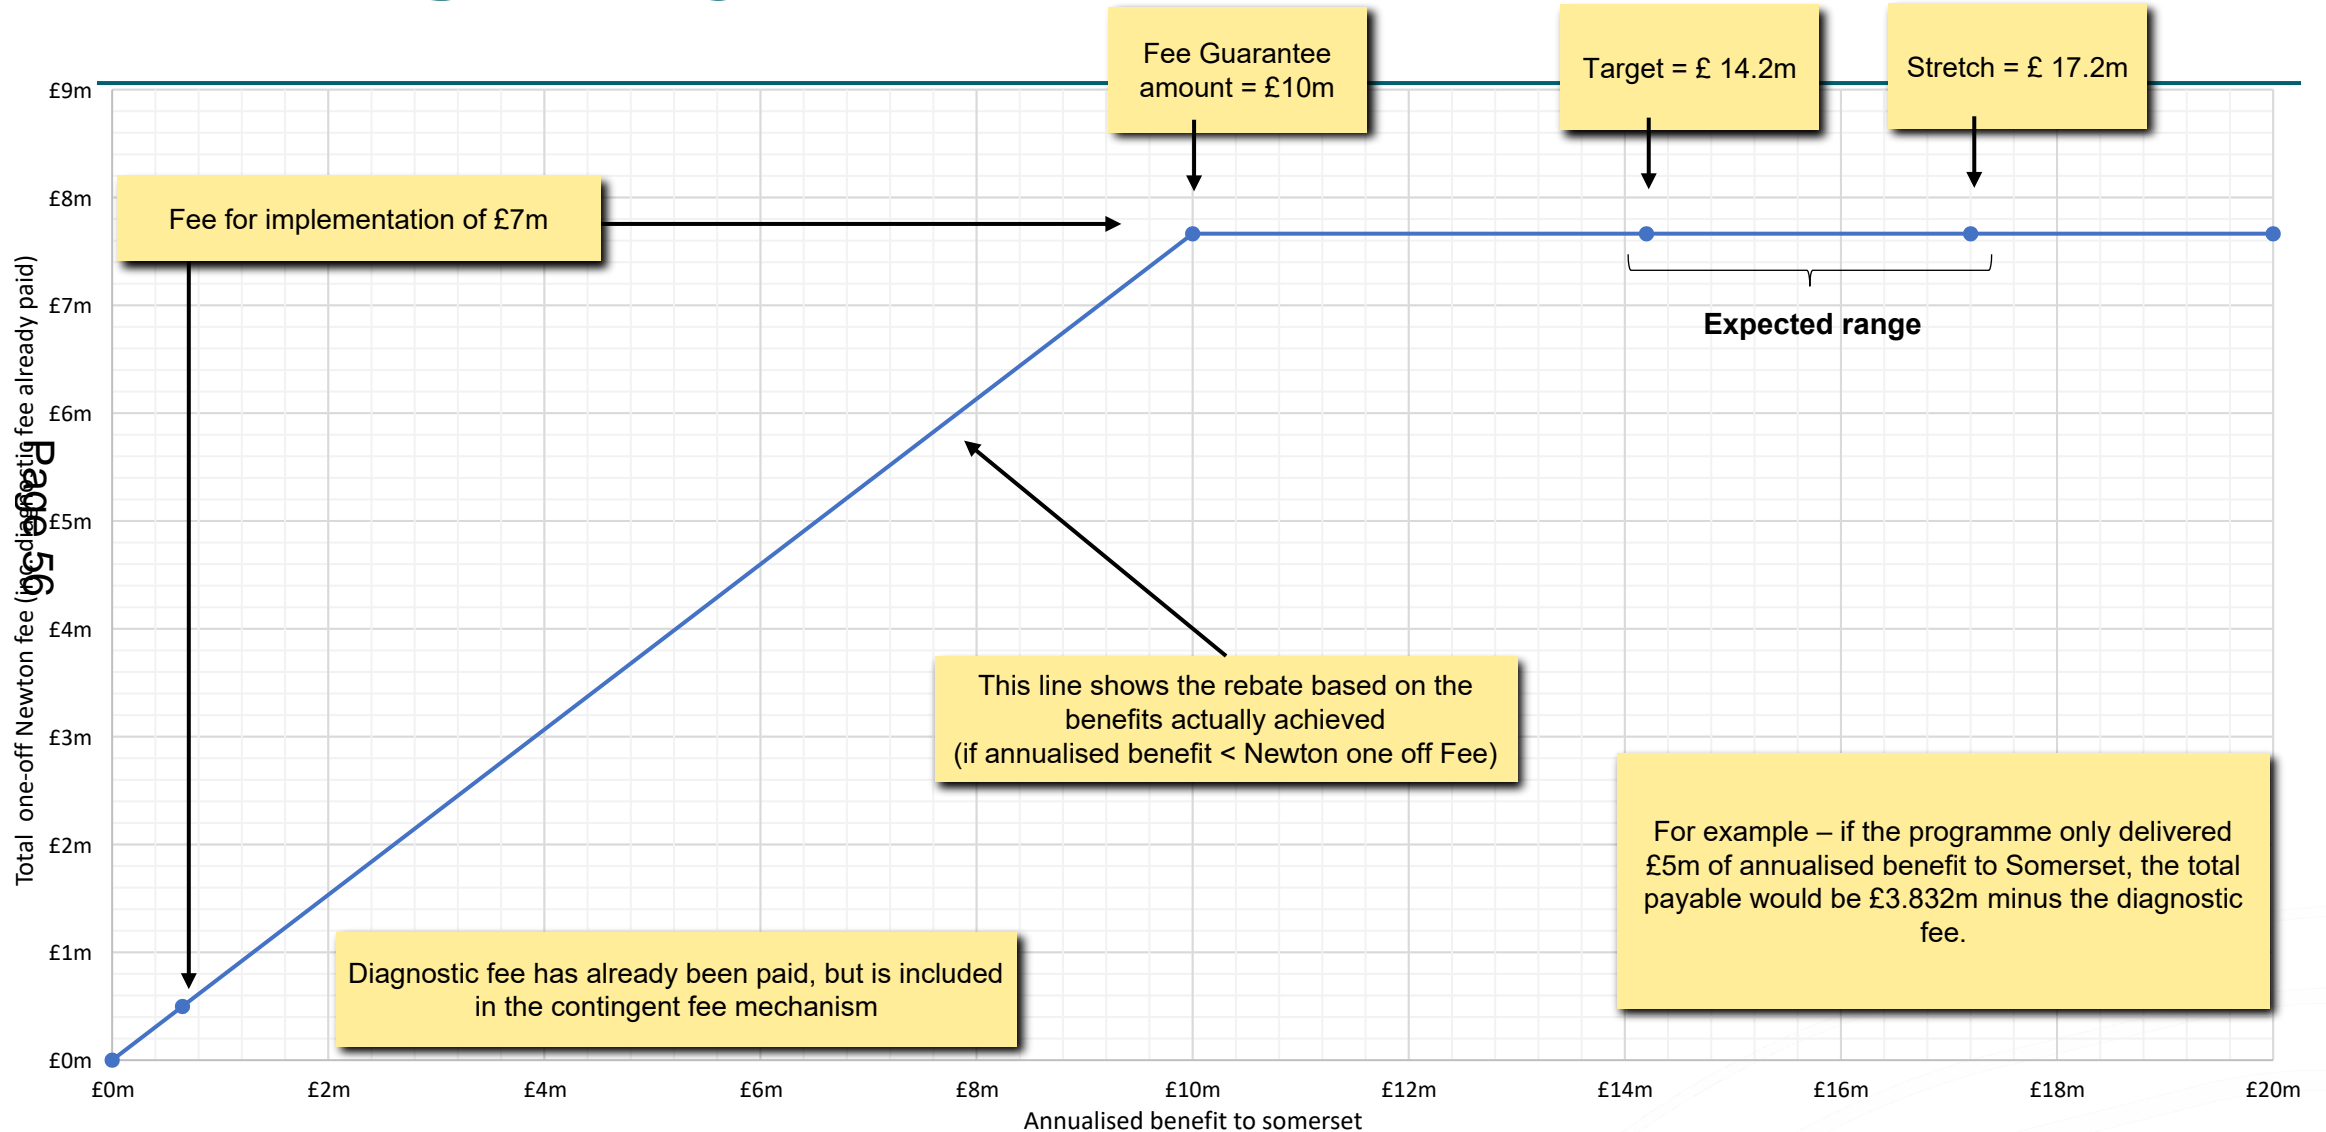 Fee Guarantee
amount = £10m
Target = £ 14.2m
Stretch = £ 17.2m
Fee for implementation of £7m
£9m
£8m
£7m
£6m
£5m
£4m
£3m
£2m
£1m
£0m
Total one-off Newton fee (inc. diagnostic fee already paid)
Page 56
Expected range
This line shows the rebate based on the
benefits actually achieved
(if annualised benefit < Newton one off Fee)
For example – if the programme only delivered
£5m of annualised benefit to Somerset, the total
payable would be £3.832m minus the diagnostic
fee.
Diagnostic fee has already been paid, but is included
in the contingent fee mechanism
£0m
£2m
£4m
£6m
£8m
£10m
£12m
£14m
£16m
£18m
£20m
Annualised benefit to somerset